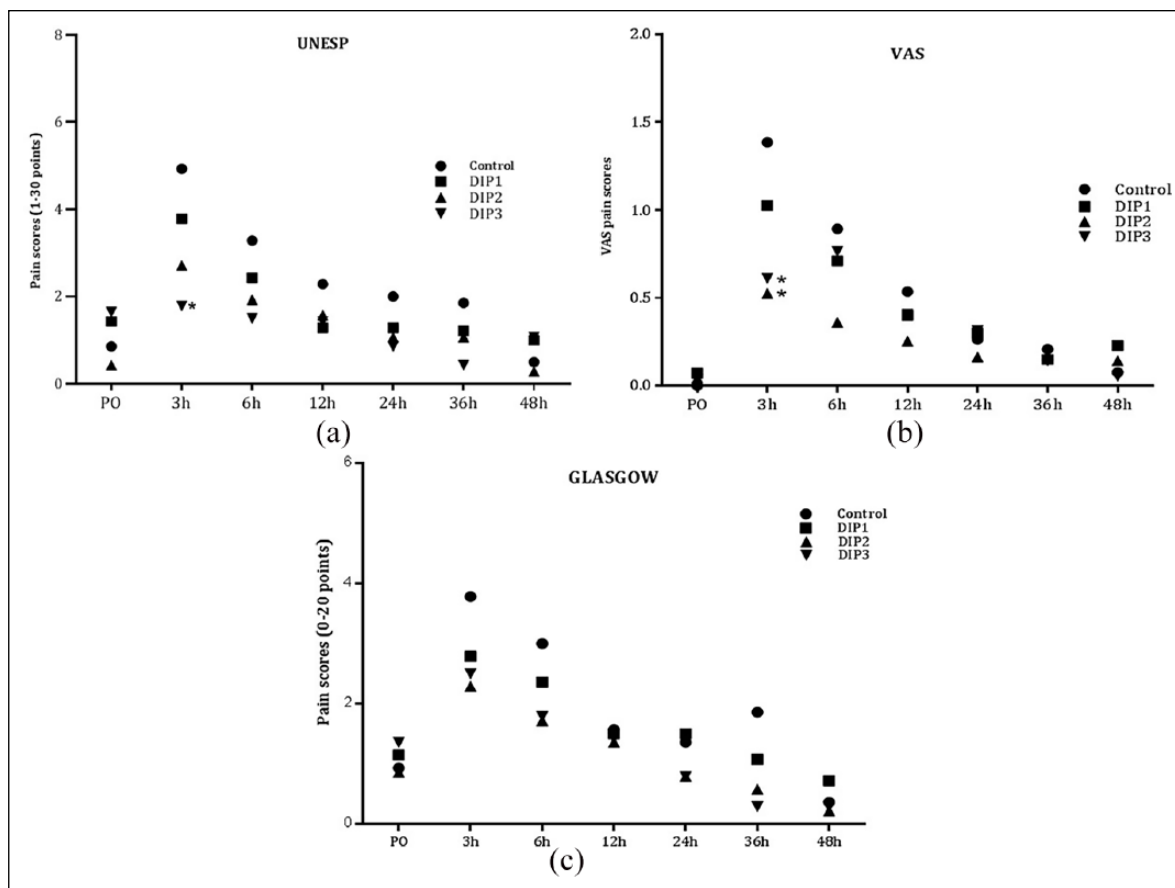 UNESP
Pain scores (1-30 points)
8
6
4
2
0
*
Control
DIP1
DIP2
DIP3
PO 3h 6h 12h 24h 36h 48h
(a)
VAS
VAS pain scores
2.0
1.5
1.0
0.5
0.0
*
*
Control
DIP1
DIP2
DIP3
PO 3h 6h 12h 24h 36h 48h
(b)
GLASGOW
Pain scores (0-20 points)
6
4
2
0
Control
DIP1
DIP2
DIP3
PO 3h 6h 12h 24h 36h 48h
(c)